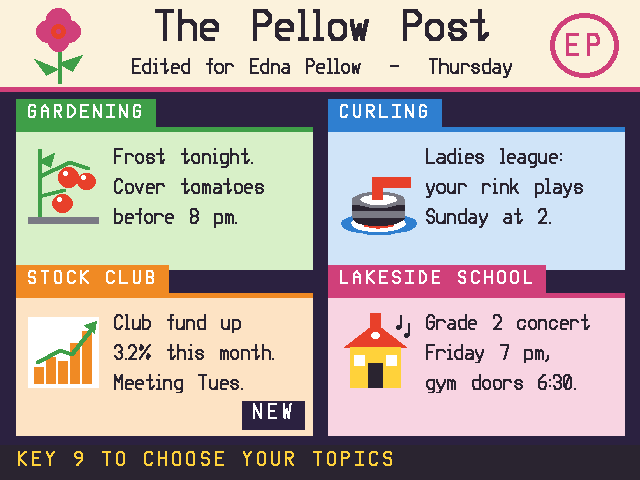 The Pellow Post
Edited for Edna Pellow - Thursday
EP
GARDENING
Frost tonight.
Cover tomatoes
before 8 pm.
CURLING
Ladies league:
your rink plays
Sunday at 2.
STOCK CLUB
Club fund up
3.2% this month.
Meeting Tues.
NEW
LAKESIDE SCHOOL
Grade 2 concert
Friday 7 pm,
gym doors 6:30.
KEY 9 TO CHOOSE YOUR TOPICS